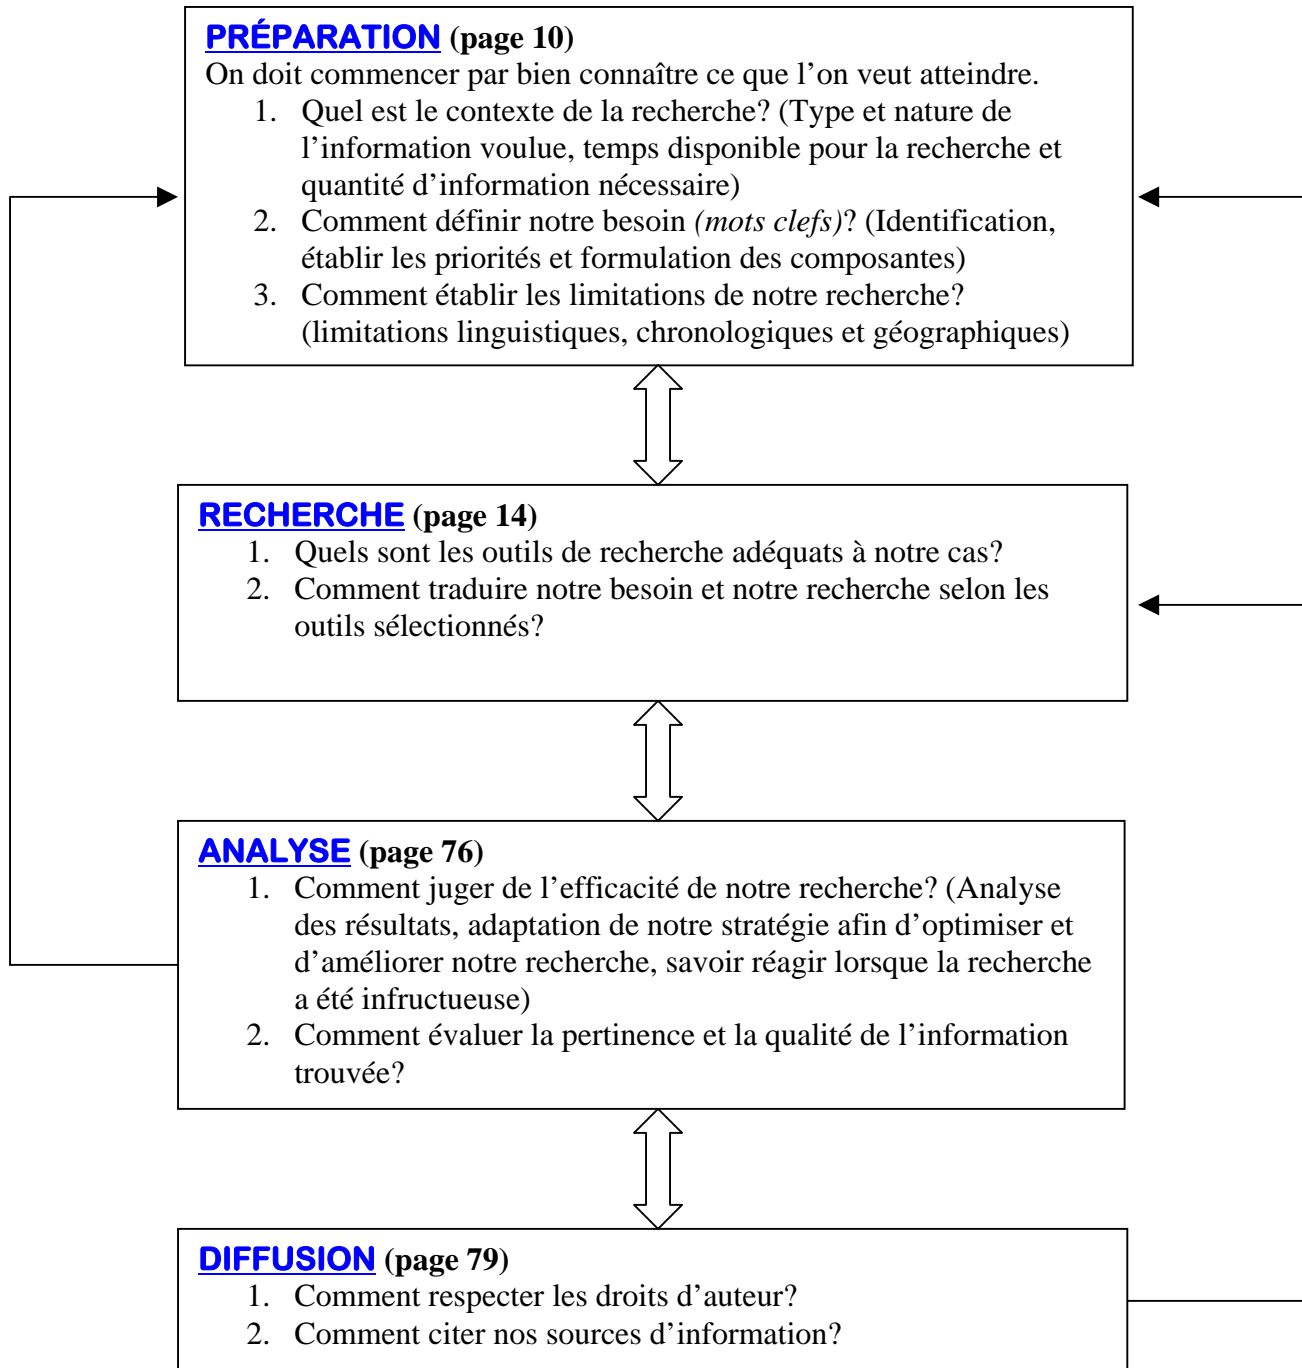 PRÉPARATION (page 10)
On doit commencer par bien connaître ce que l’on veut atteindre.
1. Quel est le contexte de la recherche? (Type et nature de
l’information voulue, temps disponible pour la recherche et
quantité d’information nécessaire)
2. Comment définir notre besoin (mots clefs)? (Identification,
établir les priorités et formulation des composantes)
3. Comment établir les limitations de notre recherche?
(limitations linguistiques, chronologiques et géographiques)
RECHERCHE (page 14)
1. Quels sont les outils de recherche adéquats à notre cas?
2. Comment traduire notre besoin et notre recherche selon les
outils sélectionnés?
ANALYSE (page 76)
1. Comment juger de l’efficacité de notre recherche? (Analyse
des résultats, adaptation de notre stratégie afin d’optimiser et
d’améliorer notre recherche, savoir réagir lorsque la recherche
a été infructueuse)
2. Comment évaluer la pertinence et la qualité de l’information
trouvée?
DIFFUSION (page 79)
1. Comment respecter les droits d’auteur?
2. Comment citer nos sources d’information?